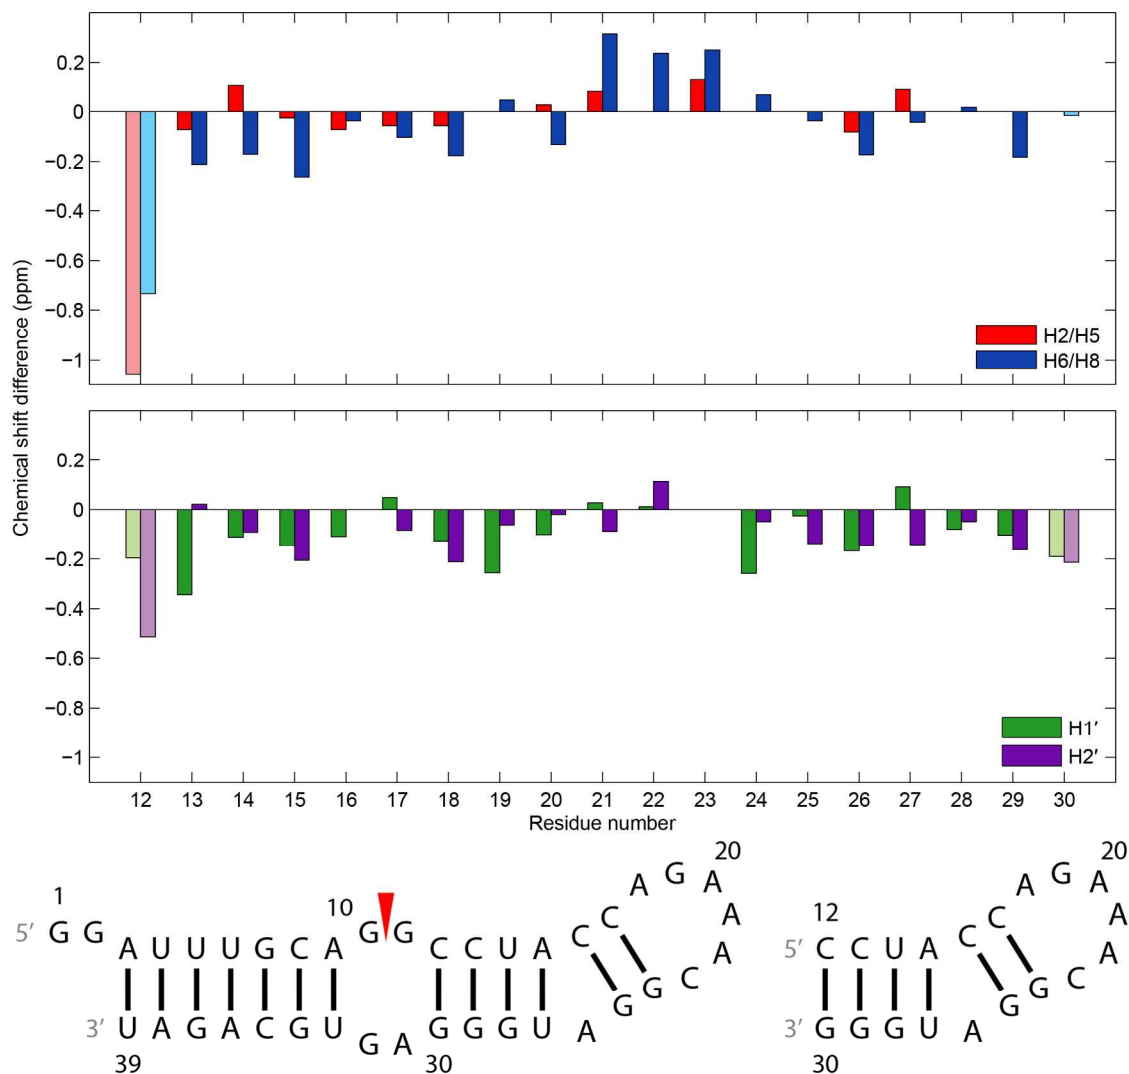 Chemical shift difference (ppm)
0.2
0
−0.2
−0.4
−0.6
−0.8
−1
H2/H5
H6/H8
0.2
0
−0.2
−0.4
−0.6
−0.8
−1
H1′
H2′
12 13 14 15 16 17 18 19 20 21 22 23 24 25 26 27 28 29 30
Residue number
1
10
20
5′ G G A U U U G C A G G C C U A C C A G A A A C G G A
3′ U A G A C G U G A G G G U
39
30
12
20
5′ C C U A C C A G A A A C G G A
3′ G G G U
30